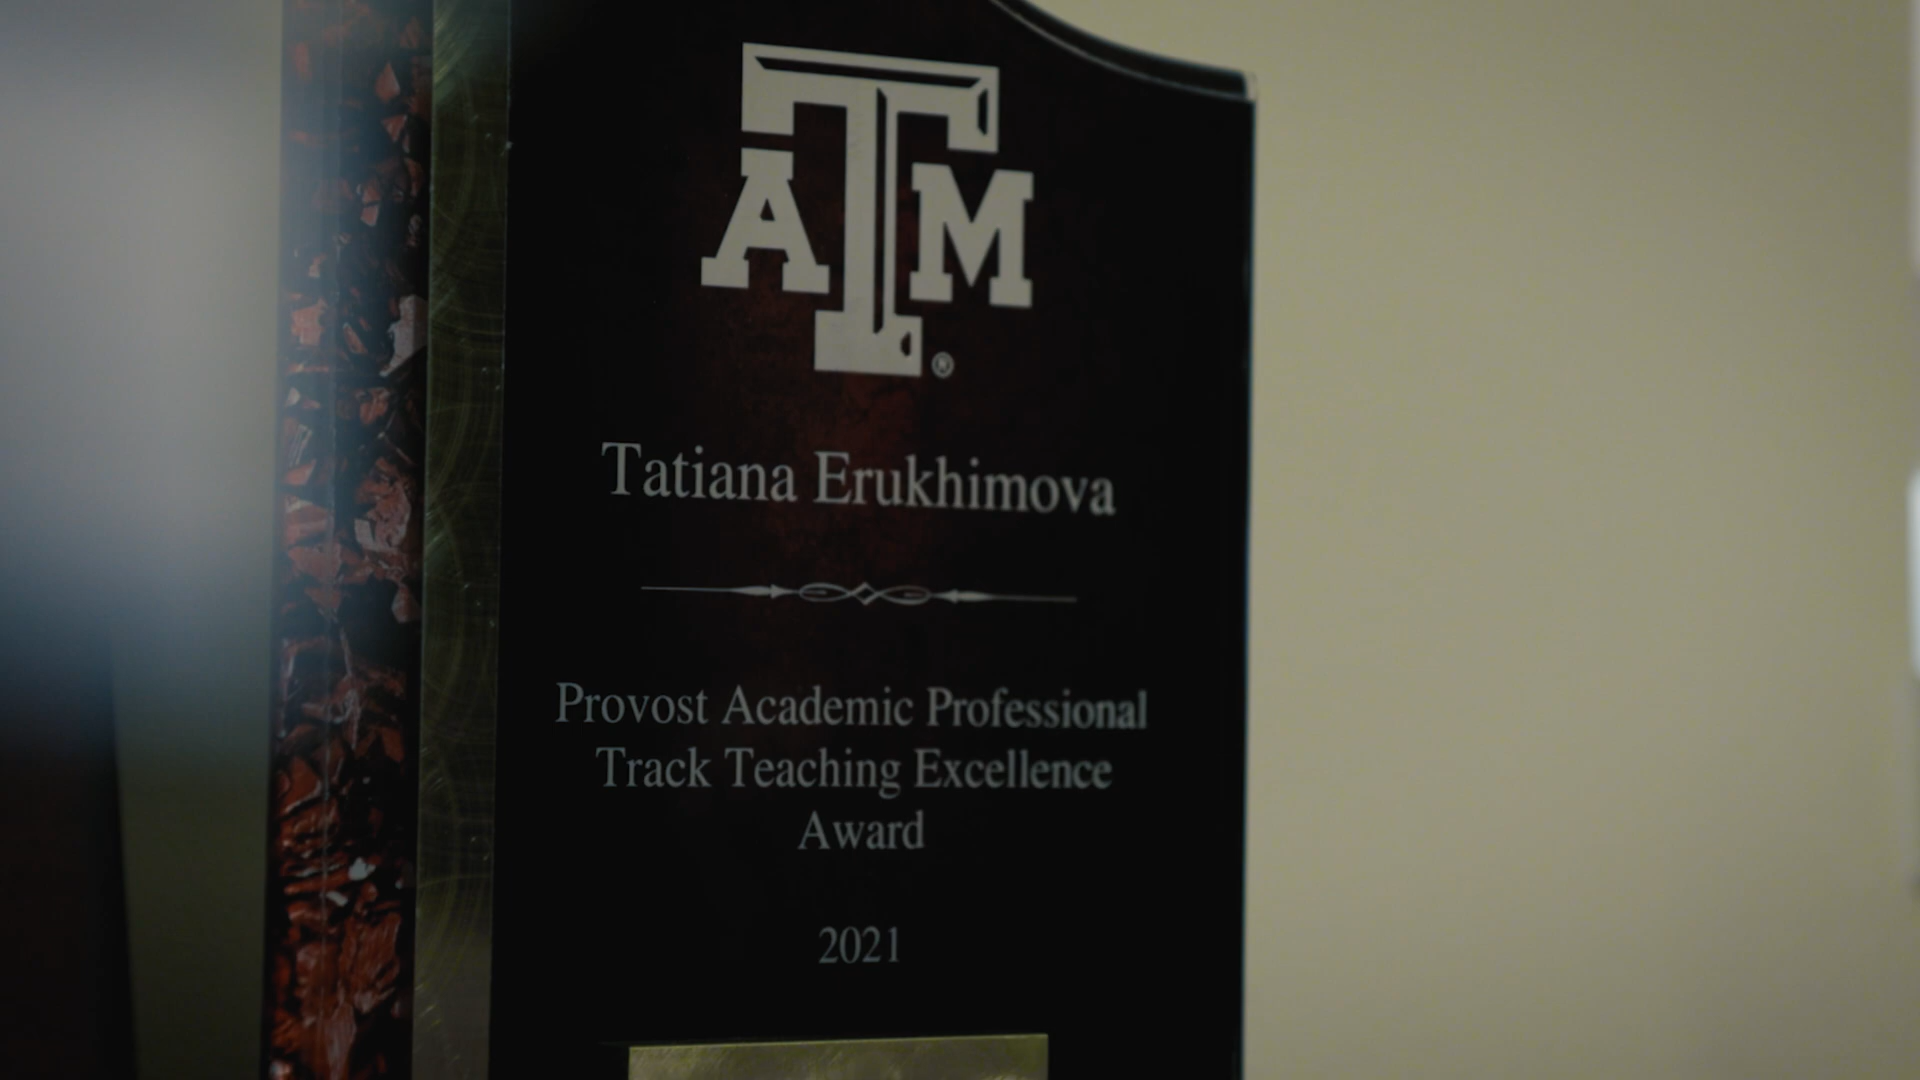 ATM®
Tatiana Erukhimova
Provost Academic Professional
Track Teaching Excellence
Award
2021